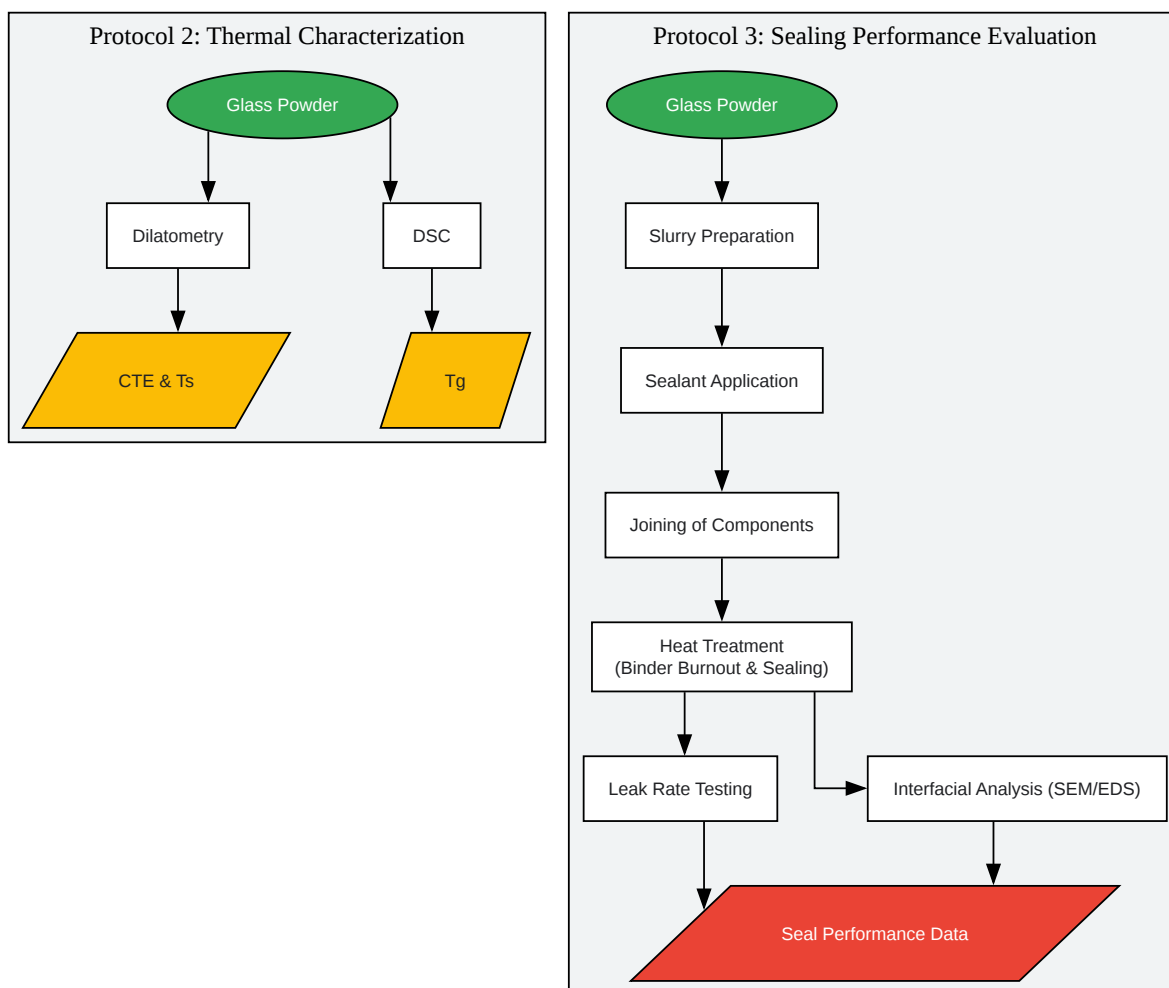 Protocol 2: Thermal Characterization
Glass Powder
Dilatometry
DSC
CTE & Ts
Tg
Protocol 3: Sealing Performance Evaluation
Glass Powder
Slurry Preparation
Sealant Application
Joining of Components
Heat Treatment
(Binder Burnout & Sealing)
Leak Rate Testing
Interfacial Analysis (SEM/EDS)
Seal Performance Data